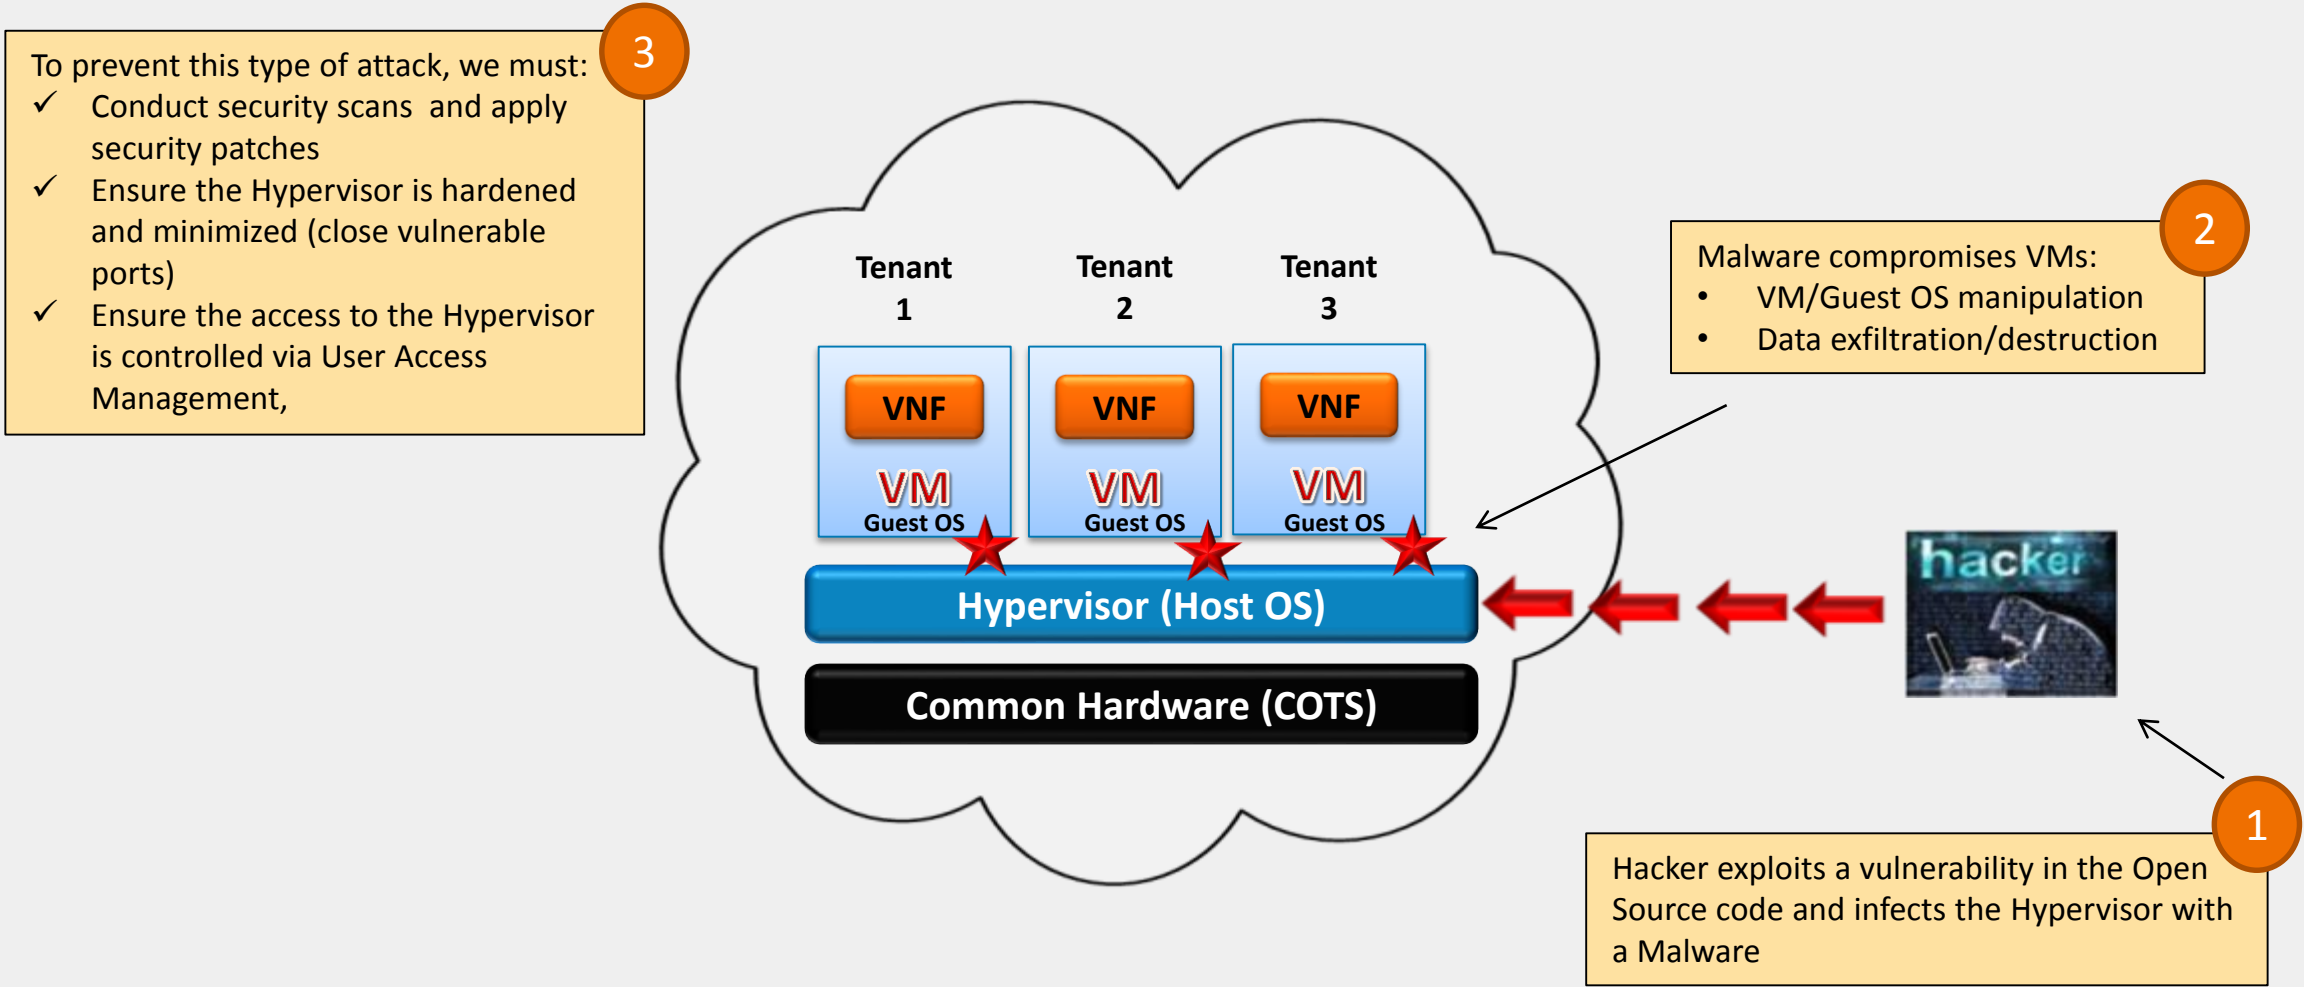 3
To prevent this type of attack, we must:
✓ Conduct security scans and apply
security patches
✓ Ensure the Hypervisor is hardened
and minimized (close vulnerable
ports)
✓ Ensure the access to the Hypervisor
is controlled via User Access
Management,
Tenant
1
Tenant
2
Tenant
3
VNF
VNF
VNF
VM
VM
VM
Guest OS
Guest OS
Guest OS
Hypervisor (Host OS)
Common Hardware (COTS)
2
Malware compromises VMs:
• VM/Guest OS manipulation
• Data exfiltration/destruction
hacker
1
Hacker exploits a vulnerability in the Open
Source code and infects the Hypervisor with
a Malware